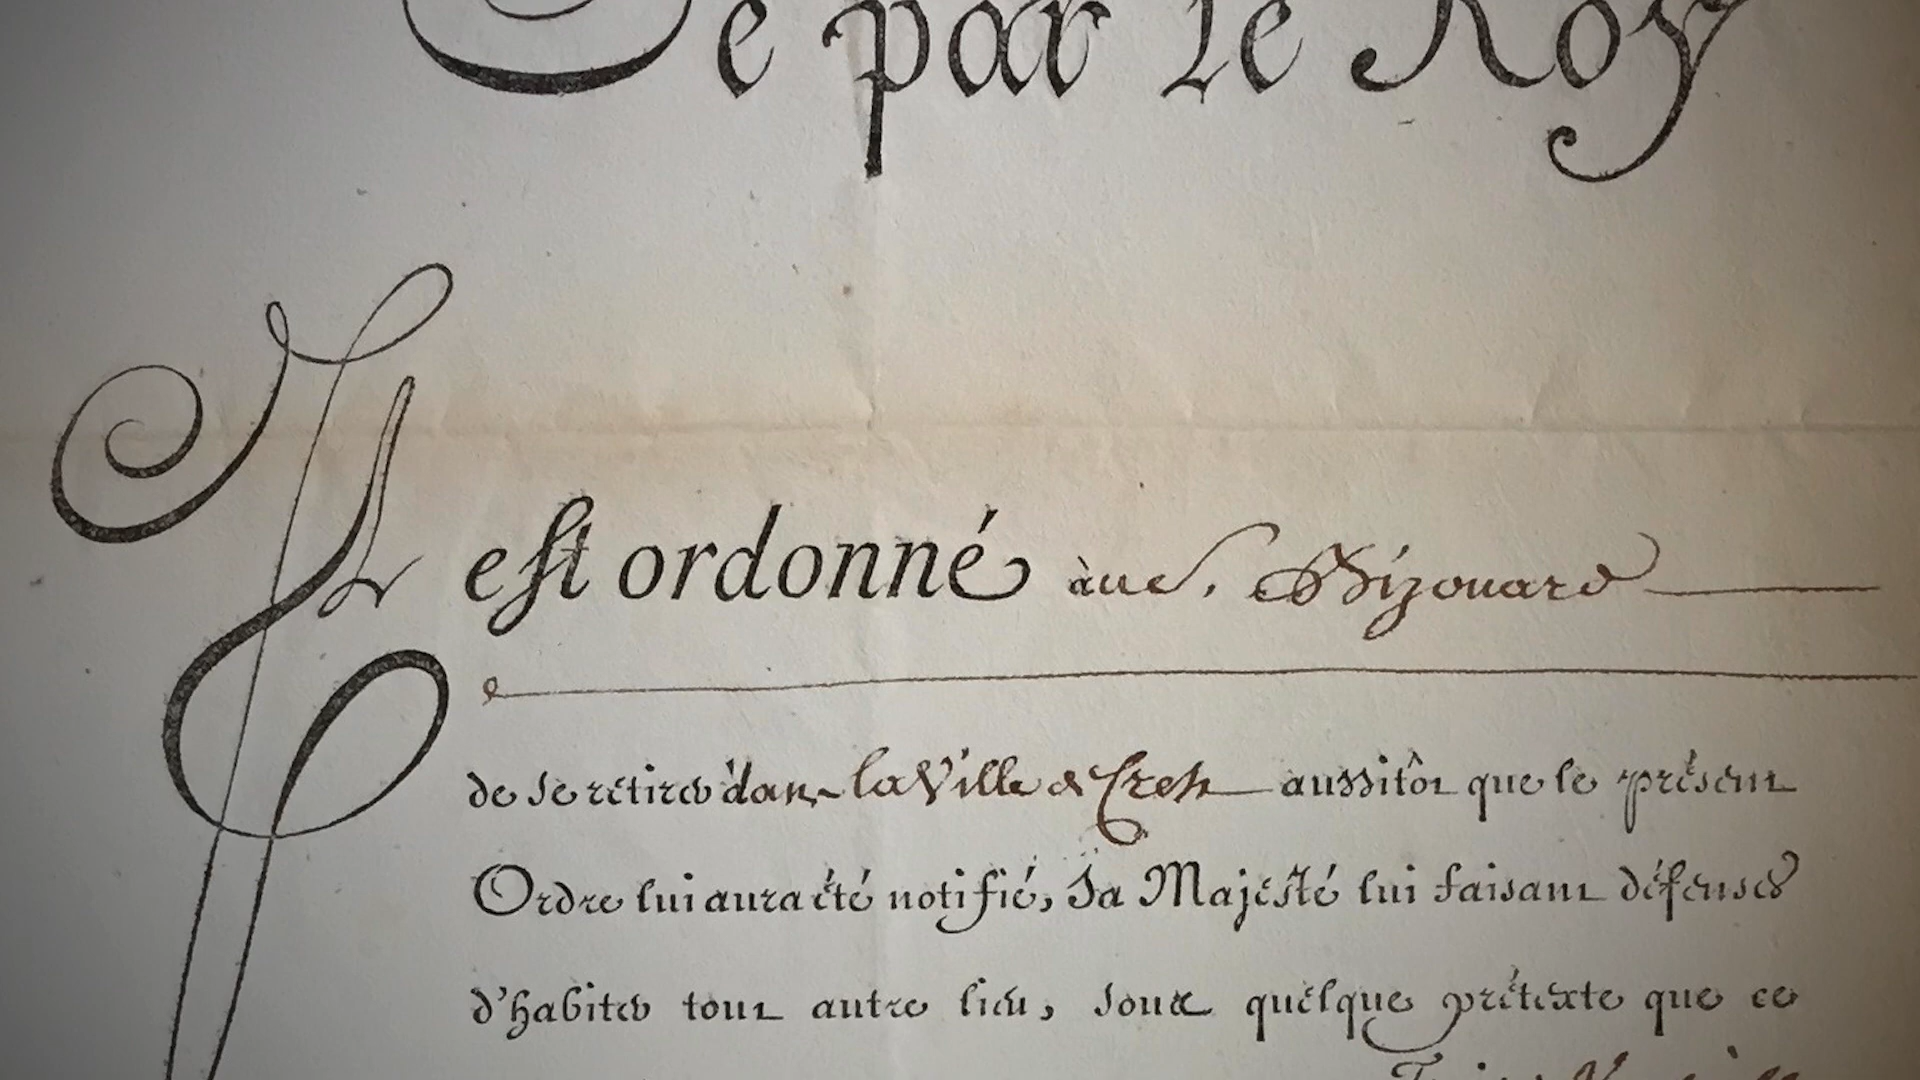 De par le Roy
IL est ordonné au S. Bizouard
de se retirer dans la Ville de Crest aussitôt que le présent
Ordre lui aura été notifié, Sa Majesté lui faisant défenses
d'habiter tout autre lieu, sous quelque prétexte que ce